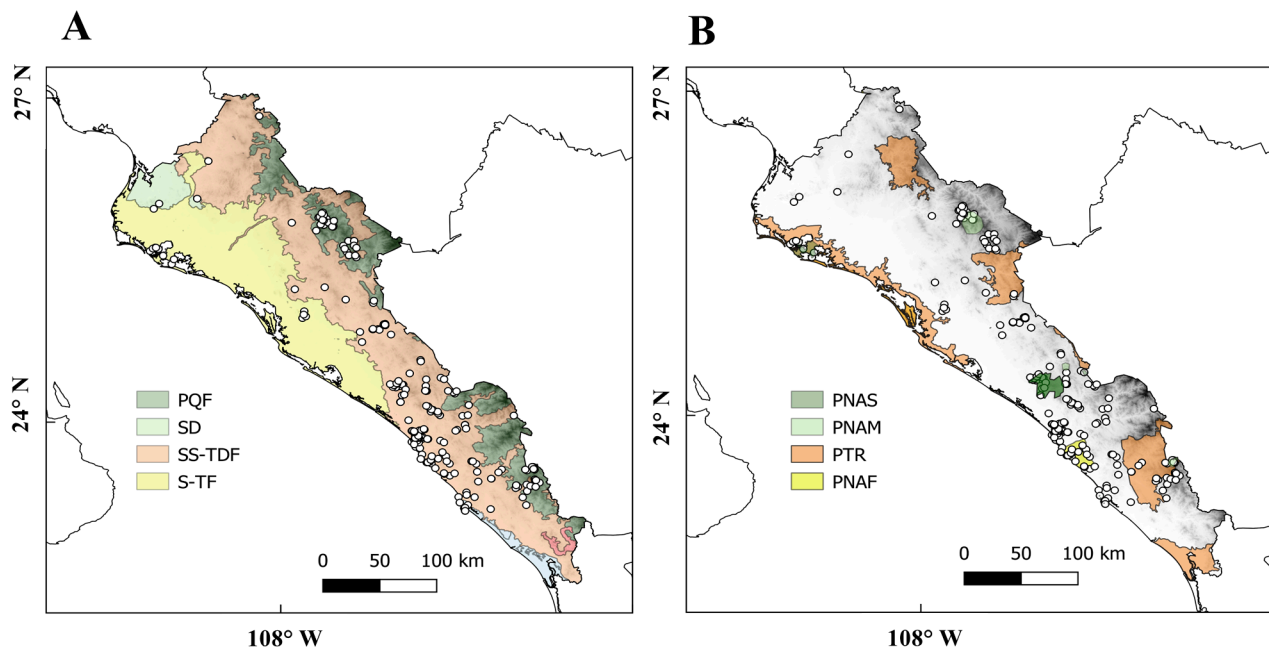 A
27° N
24° N
PQF
SD
SS-TDF
S-TF
0 50 100 km
108° W
B
27° N
24° N
PNAS
PNAM
PTR
PNAF
0 50 100 km
108° W